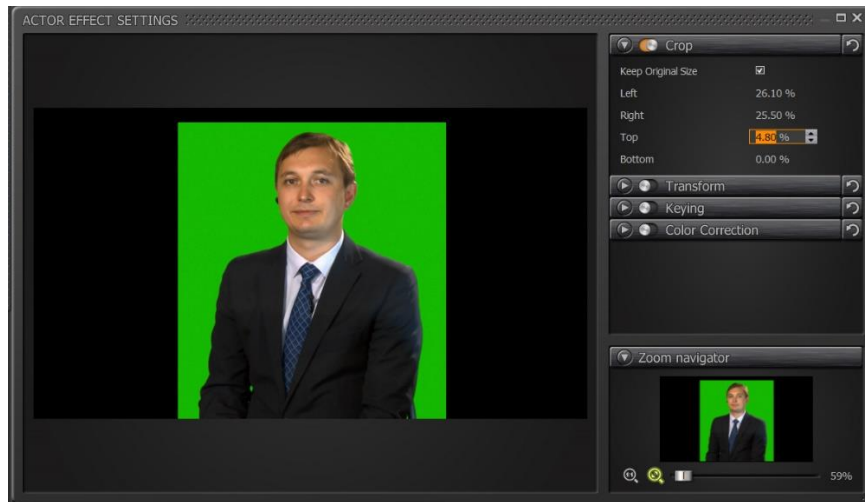 ACTOR EFFECT SETTINGS
Crop
Keep Original Size
Left 26.10 %
Right 25.50 %
Top 4.80 %
Bottom 0.00 %
Transform
Keying
Color Correction
Zoom navigator
59%